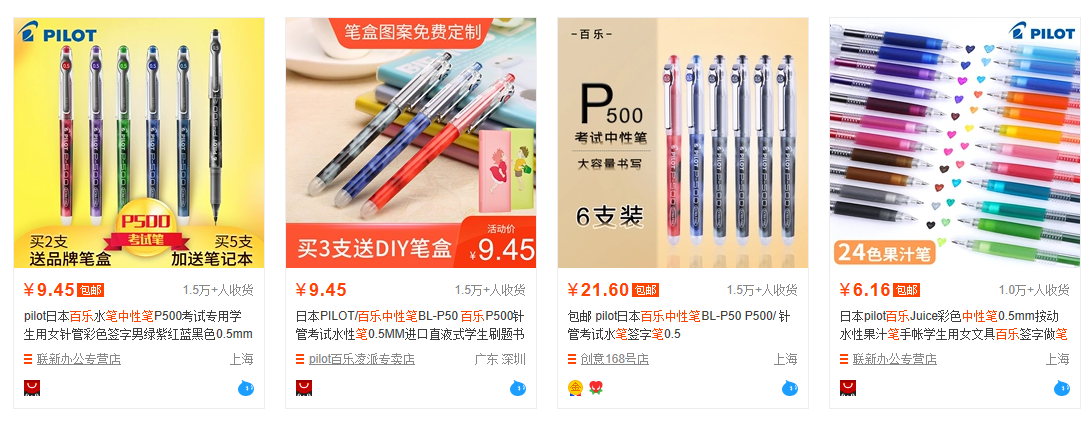 PILOT
P500
考试笔
买2支
送品牌笔盒
买5支
加送笔记本
￥9.45 包邮
1.5万+人收货
pilot日本百乐水笔中性笔P500考试专用学
生用女针管彩色签字男绿紫红蓝黑色0.5mm
联新办公专营店
上海
笔盒图案免费定制
买3支送DIY笔盒
活动价
¥9.45
￥9.45
1.5万+人收货
日本PILOT/百乐中性笔BL-P50 百乐P500针
管考试水性笔0.5MM进口直液式学生刷题书
pilot百乐凌派专卖店
广东 深圳
-百乐-
P500
考试中性笔
大容量书写
6支装
￥21.60 包邮
1.5万+人收货
包邮 pilot日本百乐中性笔BL-P50 P500/ 针
管考试水笔签字笔0.5
创意168号店
上海
PILOT
24色果汁笔
￥6.16 包邮
1.0万+人收货
日本pilot百乐Juice彩色中性笔0.5mm按动
水性果汁笔手帐学生用女文具百乐签字做笔
联新办公专营店
上海